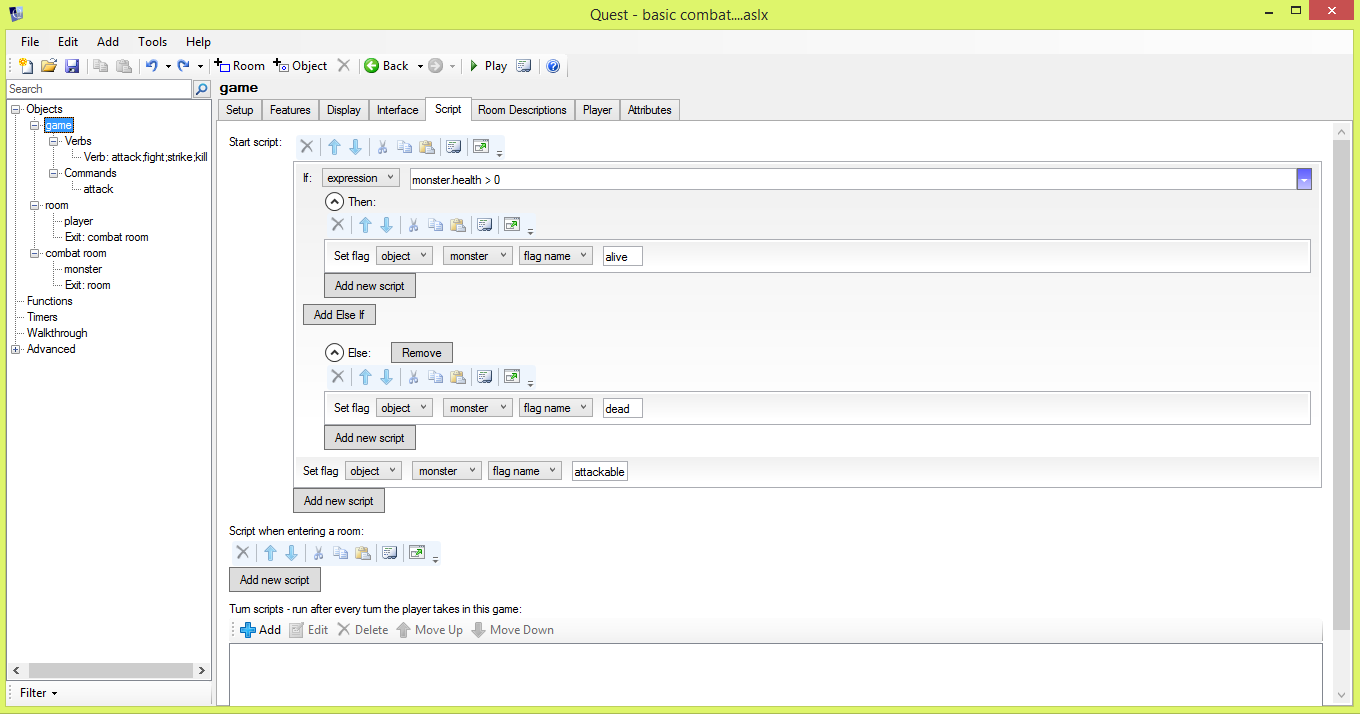 Quest - basic combat....aslx
File Edit Add Tools Help
Room Object Back Play
Search
game
Setup Features Display Interface Script Room Descriptions Player Attributes
Objects
game
Verbs
Verb: attack;fight;strike;kill
Commands
attack
room
player
Exit: combat room
combat room
monster
Exit: room
Functions
Timers
Walkthrough
Advanced
Filter
Start script:
If: expression monster.health > 0
Then:
Set flag object monster flag name alive
Add new script
Add Else If
Else: Remove
Set flag object monster flag name dead
Add new script
Set flag object monster flag name attackable
Add new script
Script when entering a room:
Add new script
Turn scripts - run after every turn the player takes in this game:
Add Edit Delete Move Up Move Down